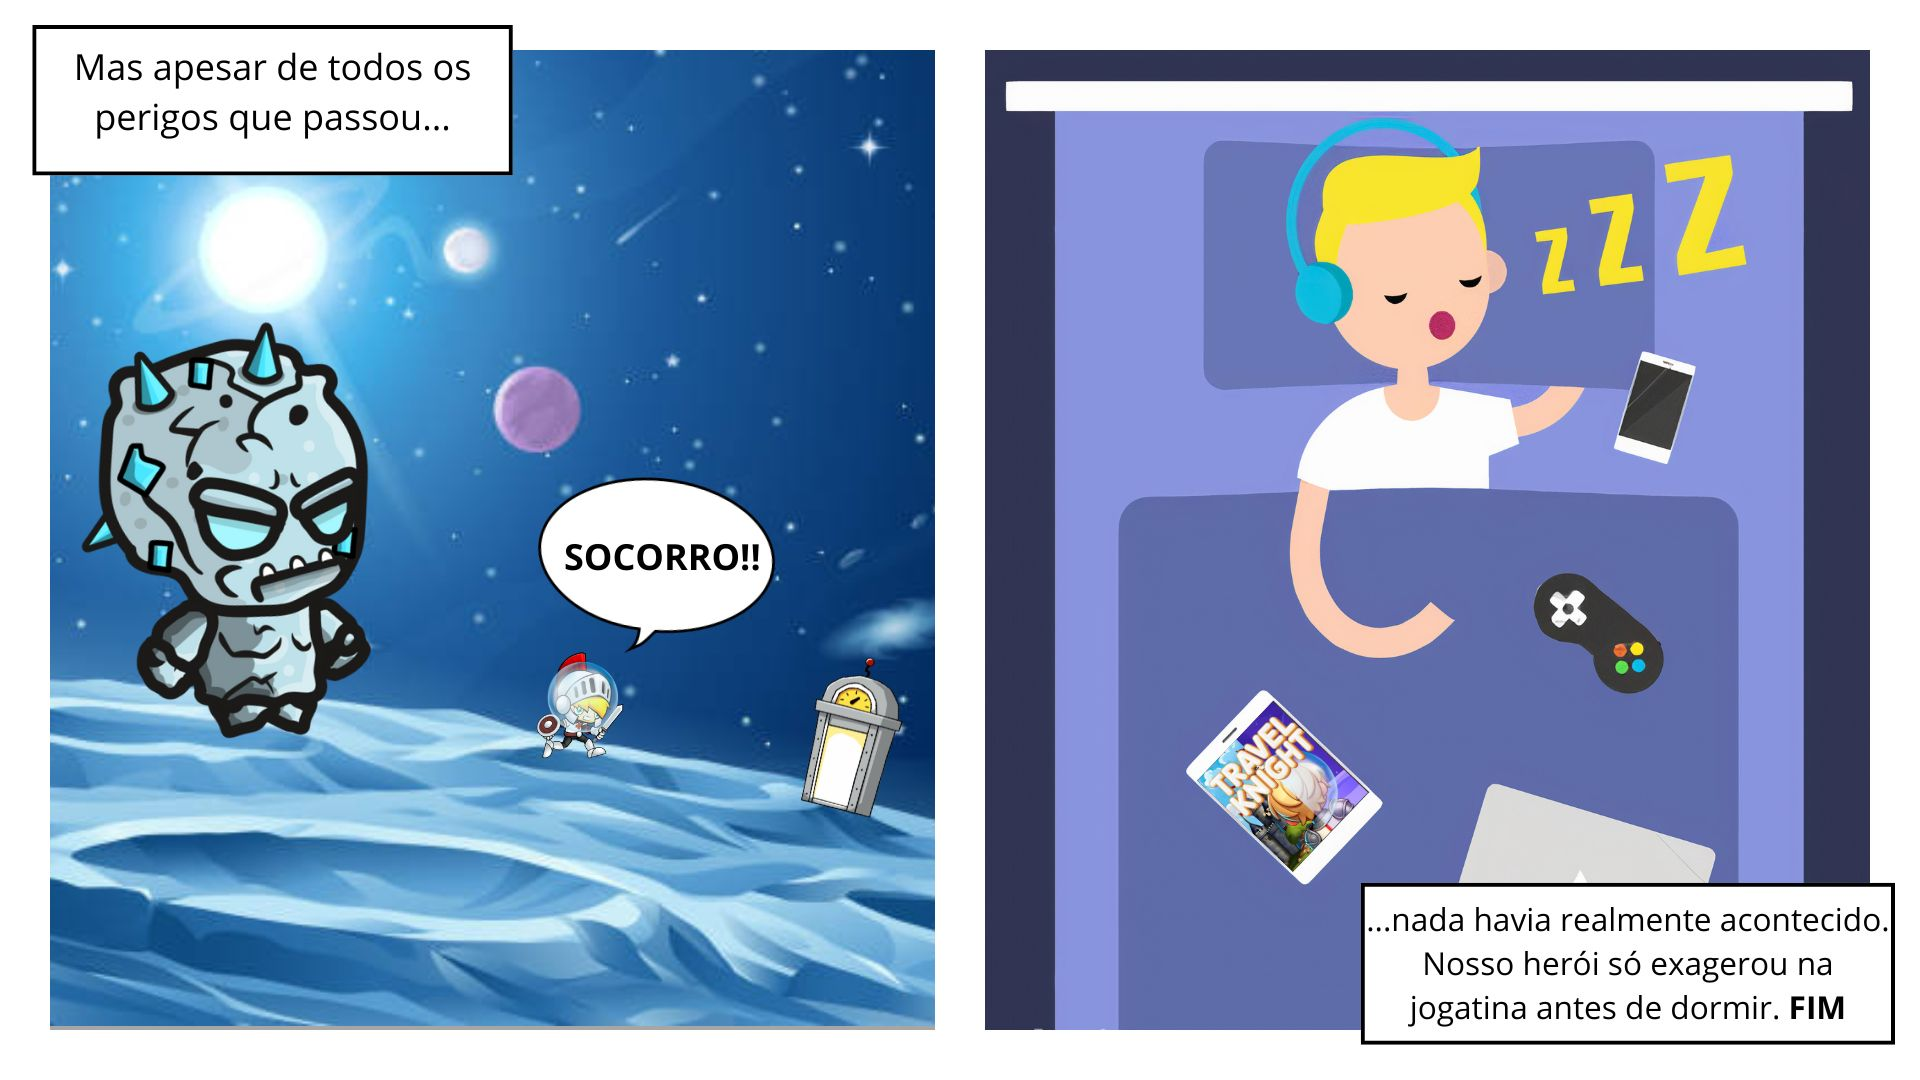 Mas apesar de todos os
perigos que passou...
SOCORRO!!
z z Z
TRAVEL
KNIGHT
...nada havia realmente acontecido.
Nosso herói só exagerou na
jogatina antes de dormir. FIM